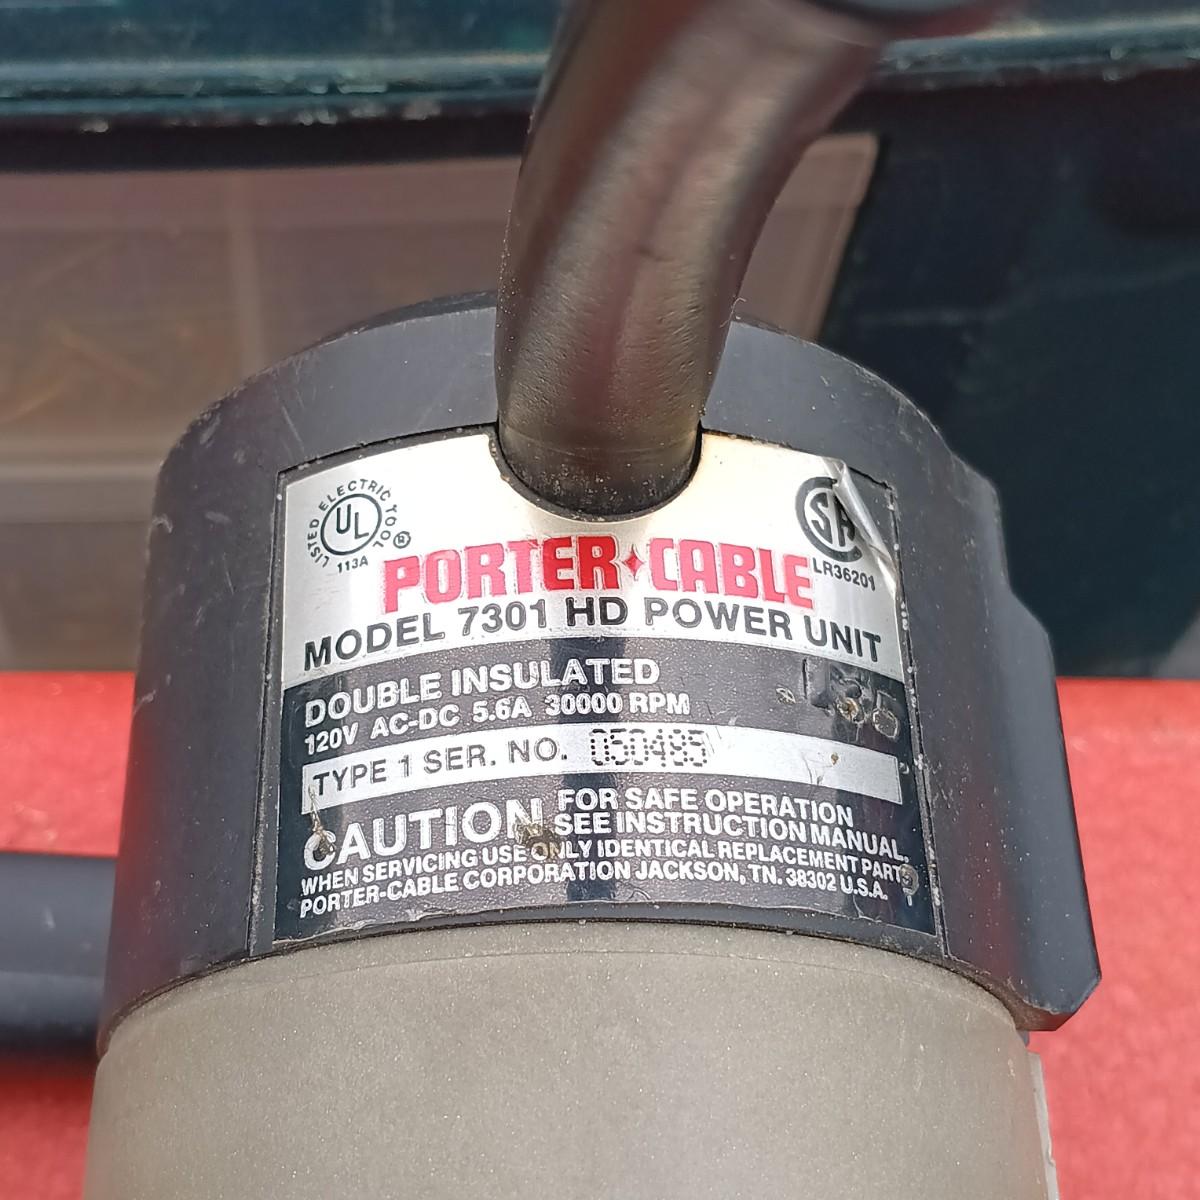 LISTED ELECTRIC TOOL
UL
®
113A
SA
LR36201
PORTER CABLE
MODEL 7301 HD POWER UNIT
DOUBLE INSULATED
120V AC-DC 5.6A 30000 RPM
TYPE 1 SER. NO. 050485
CAUTION FOR SAFE OPERATION
SEE INSTRUCTION MANUAL.
WHEN SERVICING USE ONLY IDENTICAL REPLACEMENT PARTS
PORTER-CABLE CORPORATION JACKSON, TN. 38302 U.S.A.